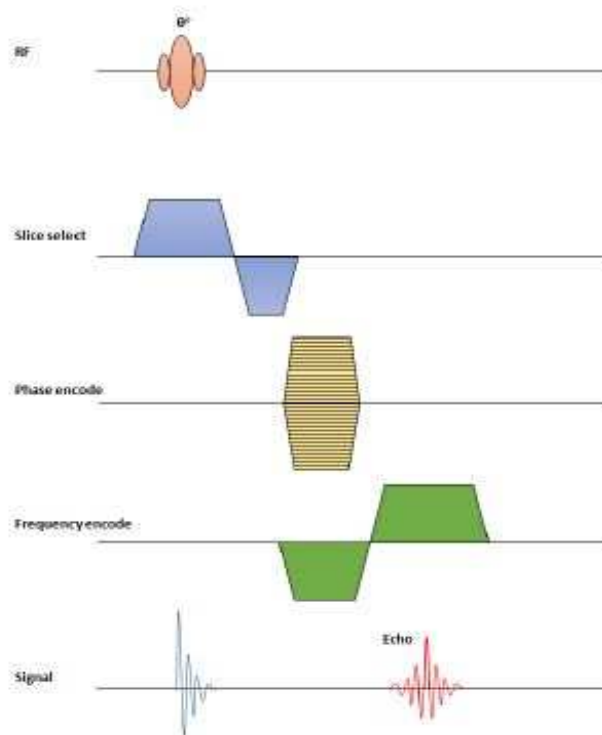 θ°
RF
Slice select
Phase encode
Frequency encode
Echo
Signal